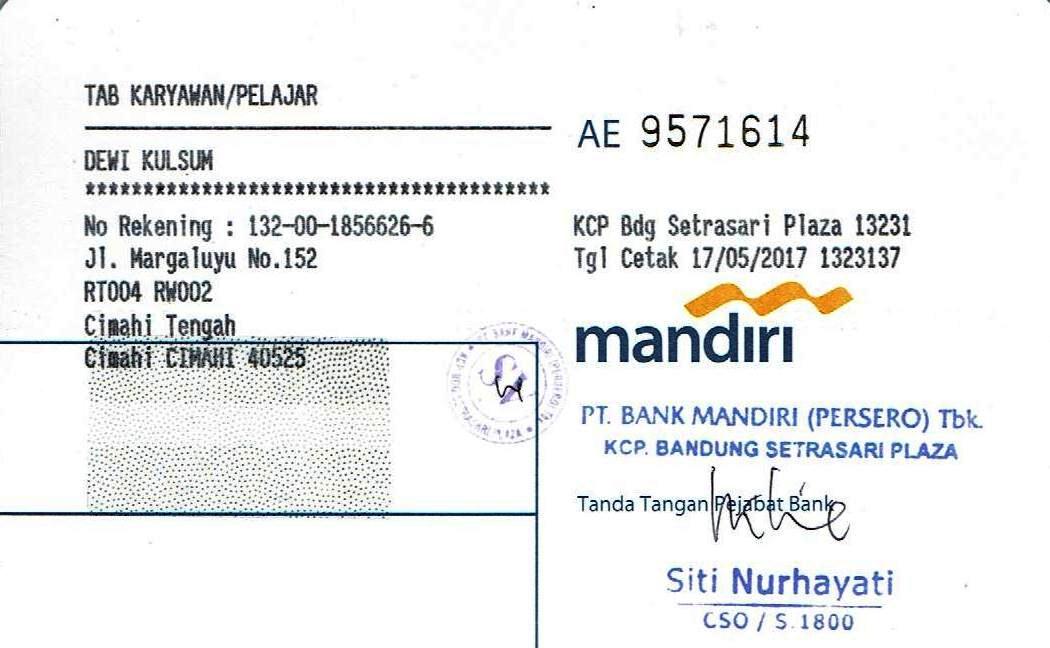 TAB KARYAWAN/PELAJAR
DEWI KULSUM
****************************************
No Rekening : 132-00-1856626-6
Jl. Margaluyu No.152
RT004 RW002
Cimahi Tengah
Cimahi CIMAHI 40525
AE 9571614
KCP Bdg Setrasari Plaza 13231
Tgl Cetak 17/05/2017 1323137
mandiri
PT. BANK MANDIRI (PERSERO) Tbk.
KCP. BANDUNG SETRASARI PLAZA
Tanda Tangan Pejabat Bank
Siti Nurhayati
CSO / S.1800